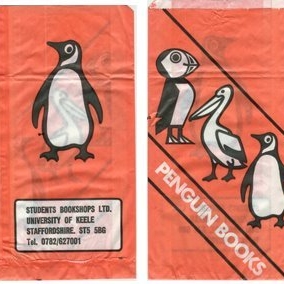 STUDENTS BOOKSHOPS LTD.
UNIVERSITY OF KEELE
STAFFORDSHIRE. ST5 5BG
Tel. 0782/627001
PENGUIN BOOKS